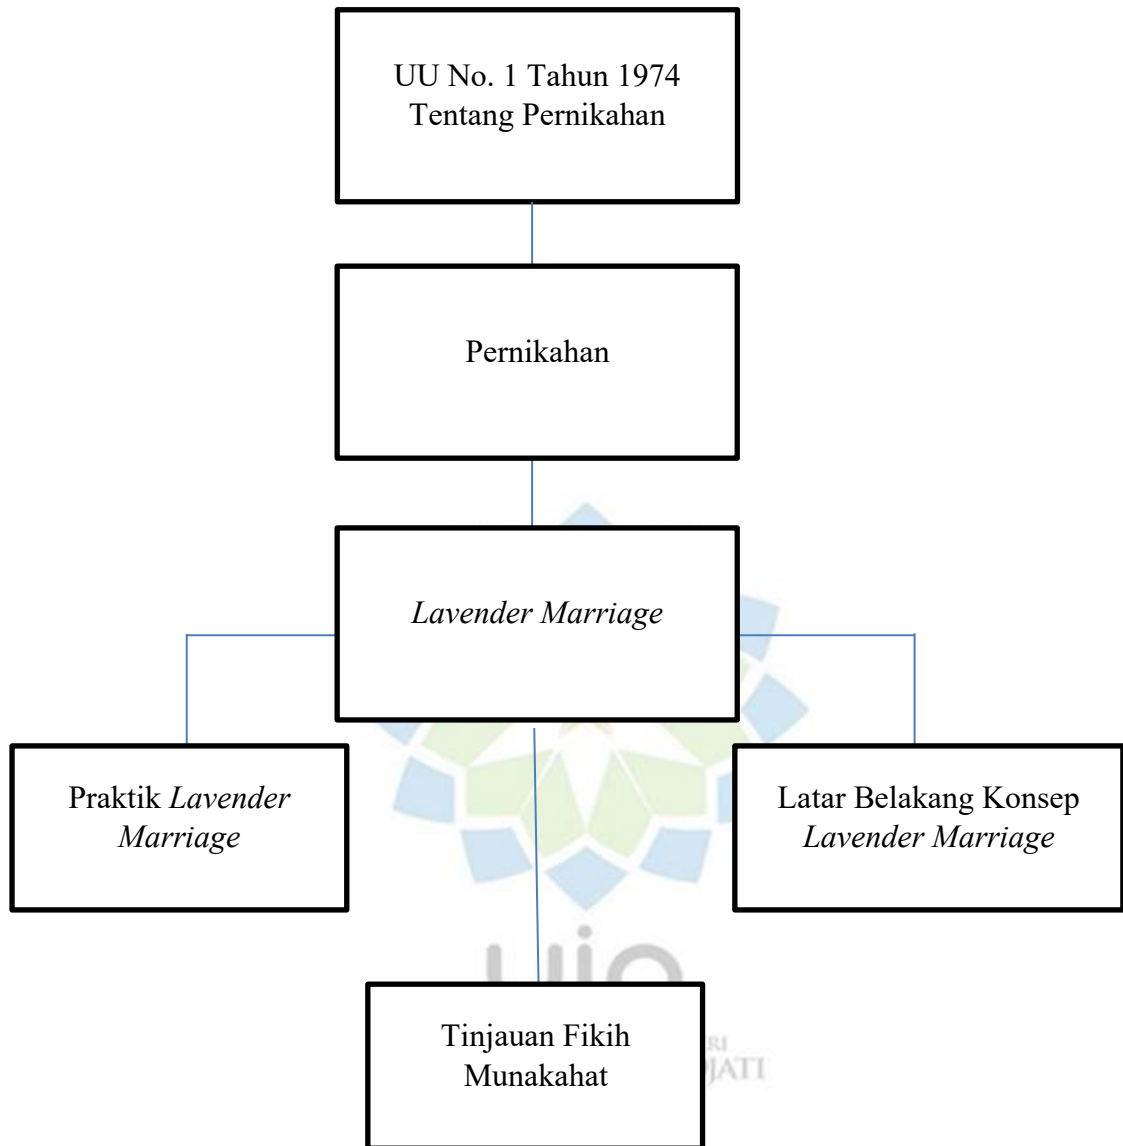 UU No. 1 Tahun 1974
Tentang Pernikahan
Pernikahan
Lavender Marriage
Praktik Lavender
Marriage
Latar Belakang Konsep
Lavender Marriage
Tinjauan Fikih
Munakahat